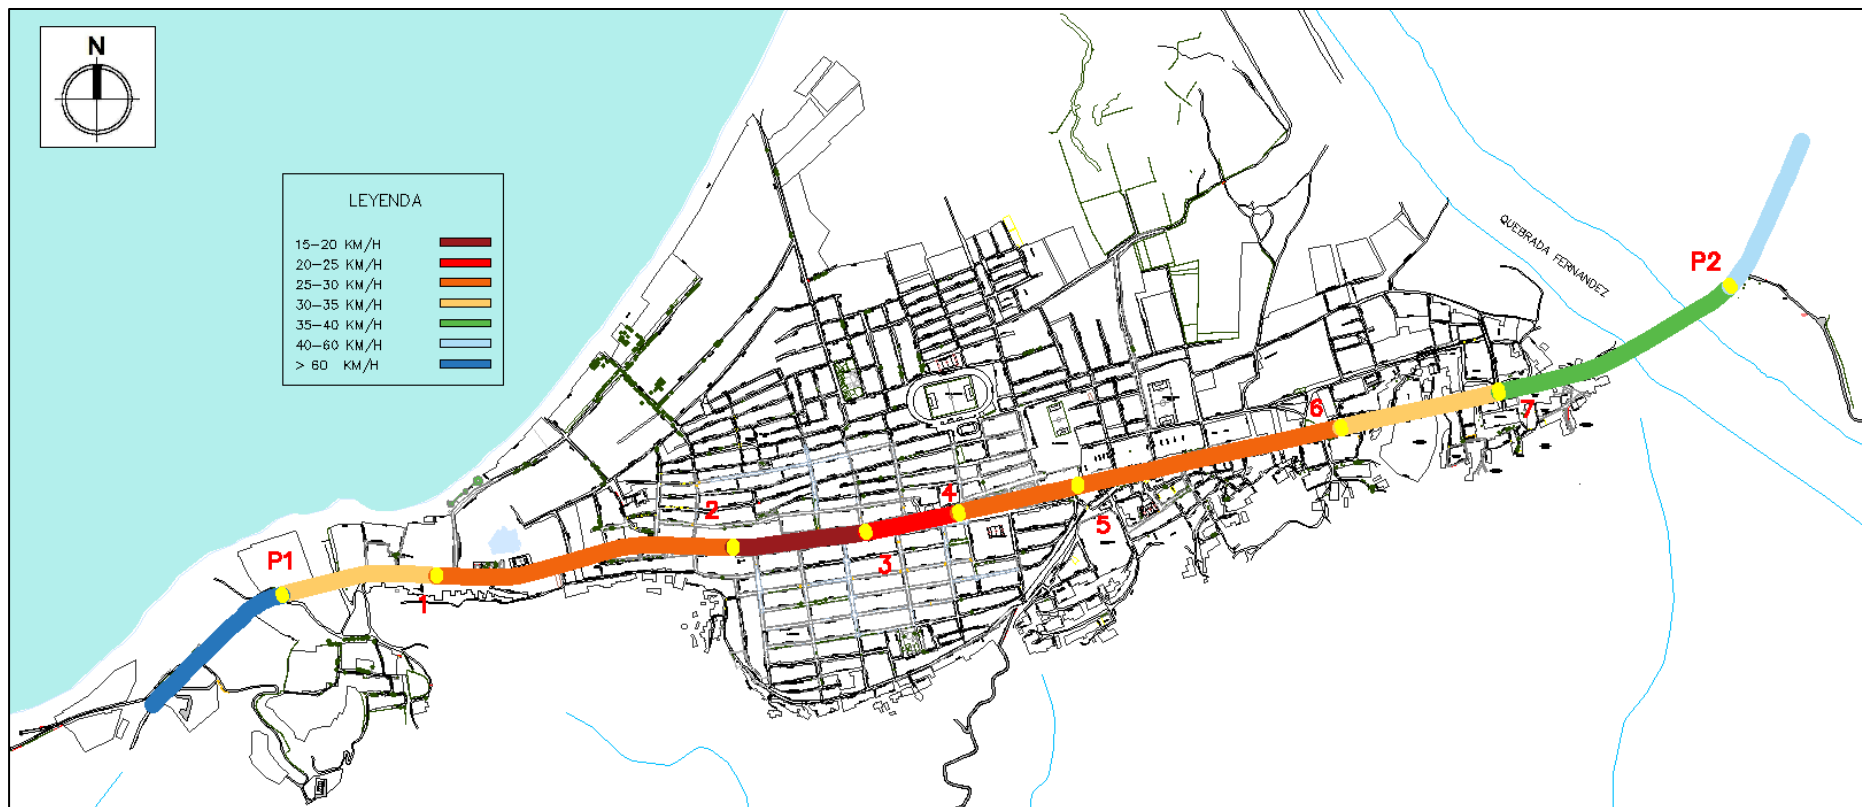 N
LEYENDA
15-20 KM/H
20-25 KM/H
25-30 KM/H
30-35 KM/H
35-40 KM/H
40-60 KM/H
> 60 KM/H
QUEBRADA FERNANDEZ
P2
6
7
4
2
5
3
P1
1